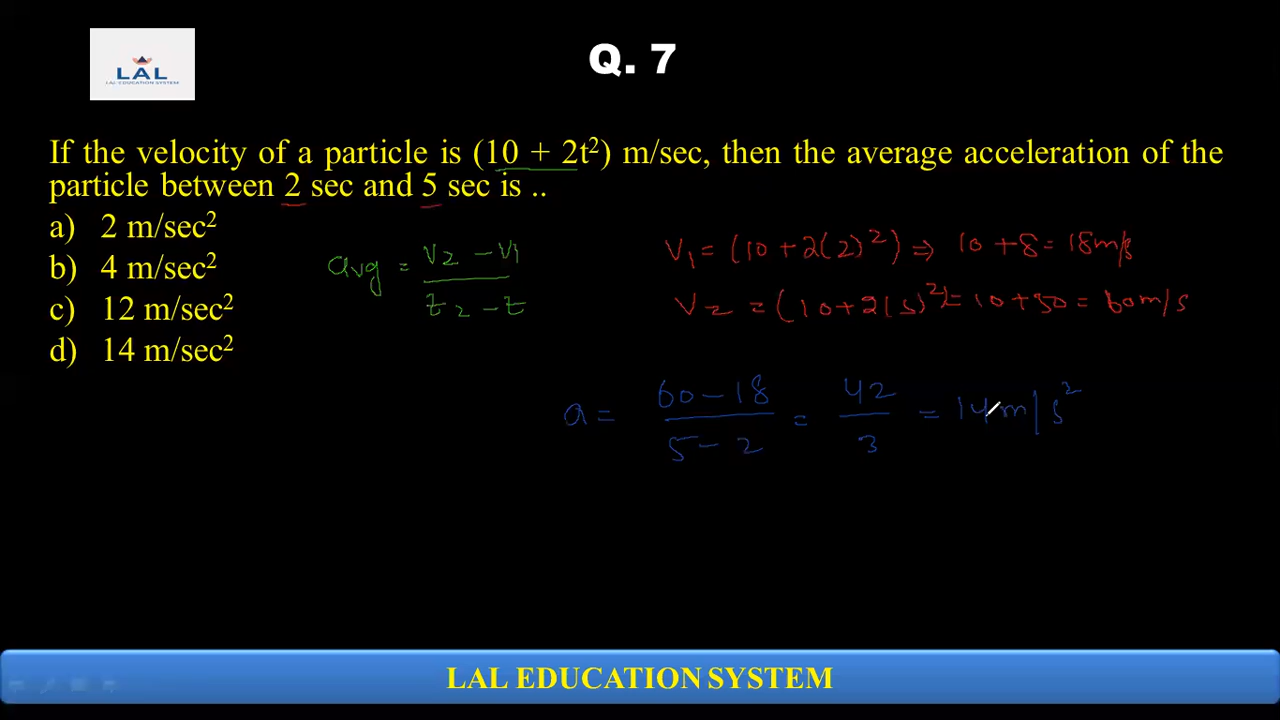 LAL
LAL EDUCATION SYSTEM
Q. 7
If the velocity of a particle is (10 + 2t²) m/sec, then the average acceleration of the
particle between 2 sec and 5 sec is ..
a) 2 m/sec²
b) 4 m/sec²
c) 12 m/sec²
d) 14 m/sec²
avg = V2 - V1 / t2 - t
V1 = (10 + 2(2)²) ⇒ 10 + 8 = 18m/s
V2 = (10 + 2(5)² = 10 + 50 = 60m/s
a = 60 - 18 / 5 - 2 = 42 / 3 = 14m/s²
LAL EDUCATION SYSTEM